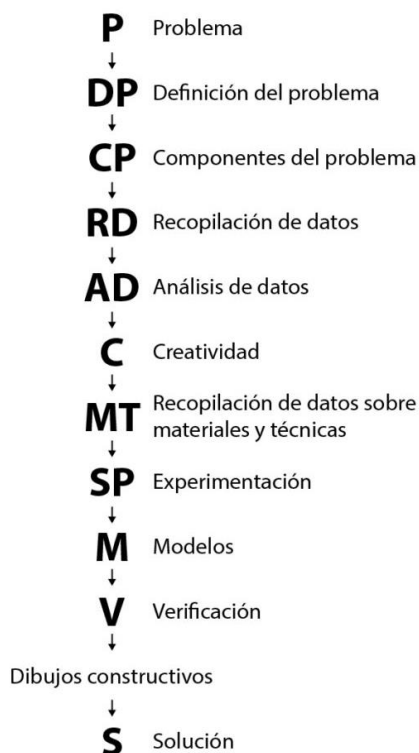 P Problema
DP Definición del problema
CP Componentes del problema
RD Recopilación de datos
AD Análisis de datos
C Creatividad
MT Recopilación de datos sobre
materiales y técnicas
SP Experimentación
M Modelos
V Verificación
Dibujos constructivos
S Solución